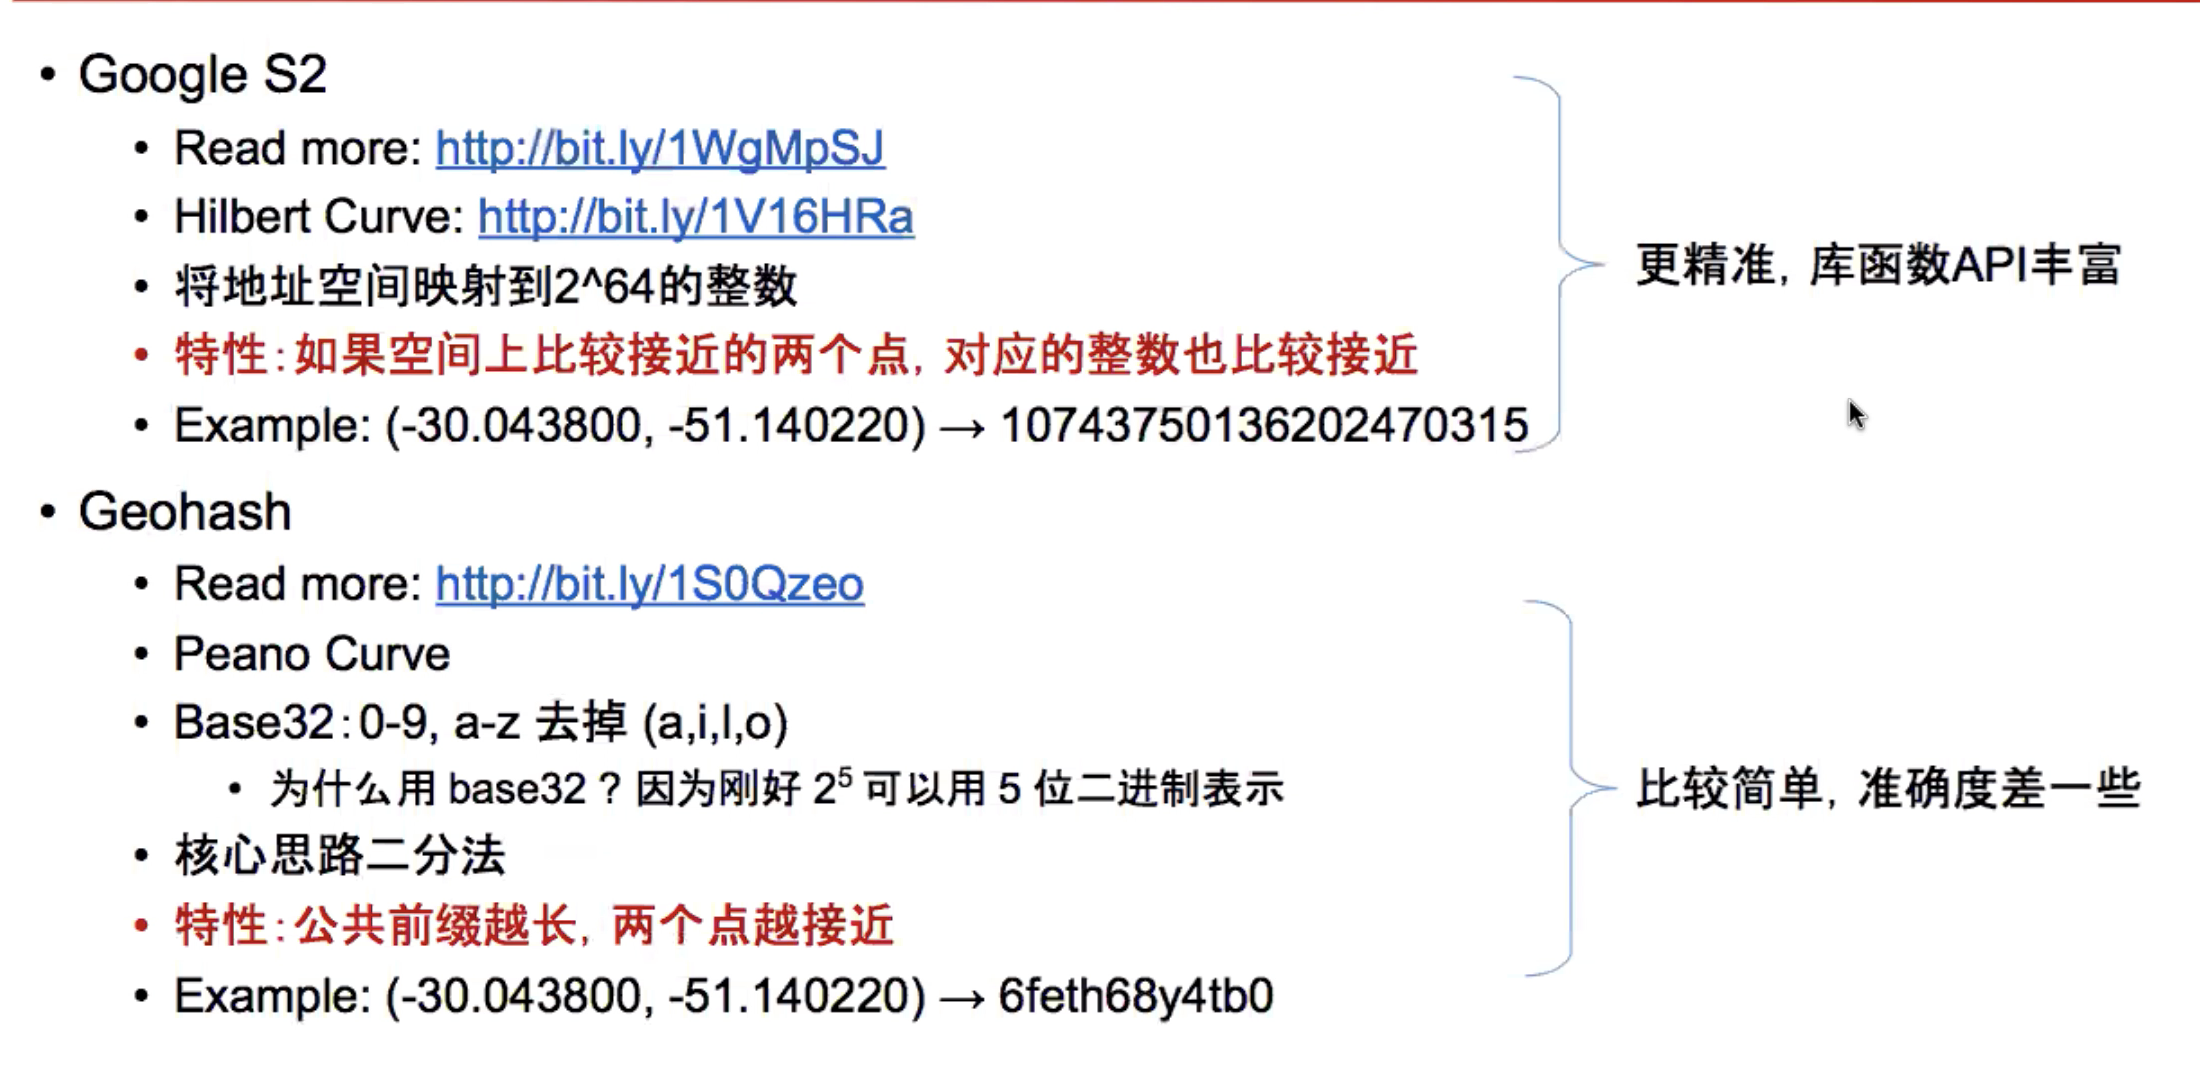 • Google S2
• Read more: http://bit.ly/1WgMpSJ
• Hilbert Curve: http://bit.ly/1V16HRa
• 将地址空间映射到2^64的整数
• 特性:如果空间上比较接近的两个点, 对应的整数也比较接近
• Example: (-30.043800, -51.140220) → 10743750136202470315
更精准, 库函数API丰富
• Geohash
• Read more: http://bit.ly/1S0Qzeo
• Peano Curve
• Base32:0-9, a-z 去掉 (a,i,l,o)
• 为什么用 base32？因为刚好 2⁵ 可以用 5 位二进制表示
• 核心思路二分法
• 特性:公共前缀越长, 两个点越接近
• Example: (-30.043800, -51.140220) → 6feth68y4tb0
比较简单, 准确度差一些